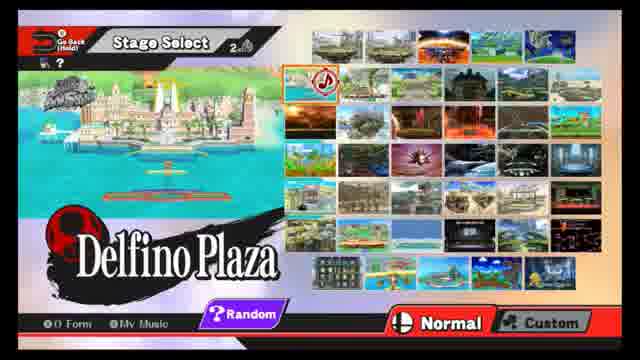 Go Back
(Hold)
Stage Select
2
?
Delfino Plaza
Ω Form
My Music
? Random
Normal
Custom